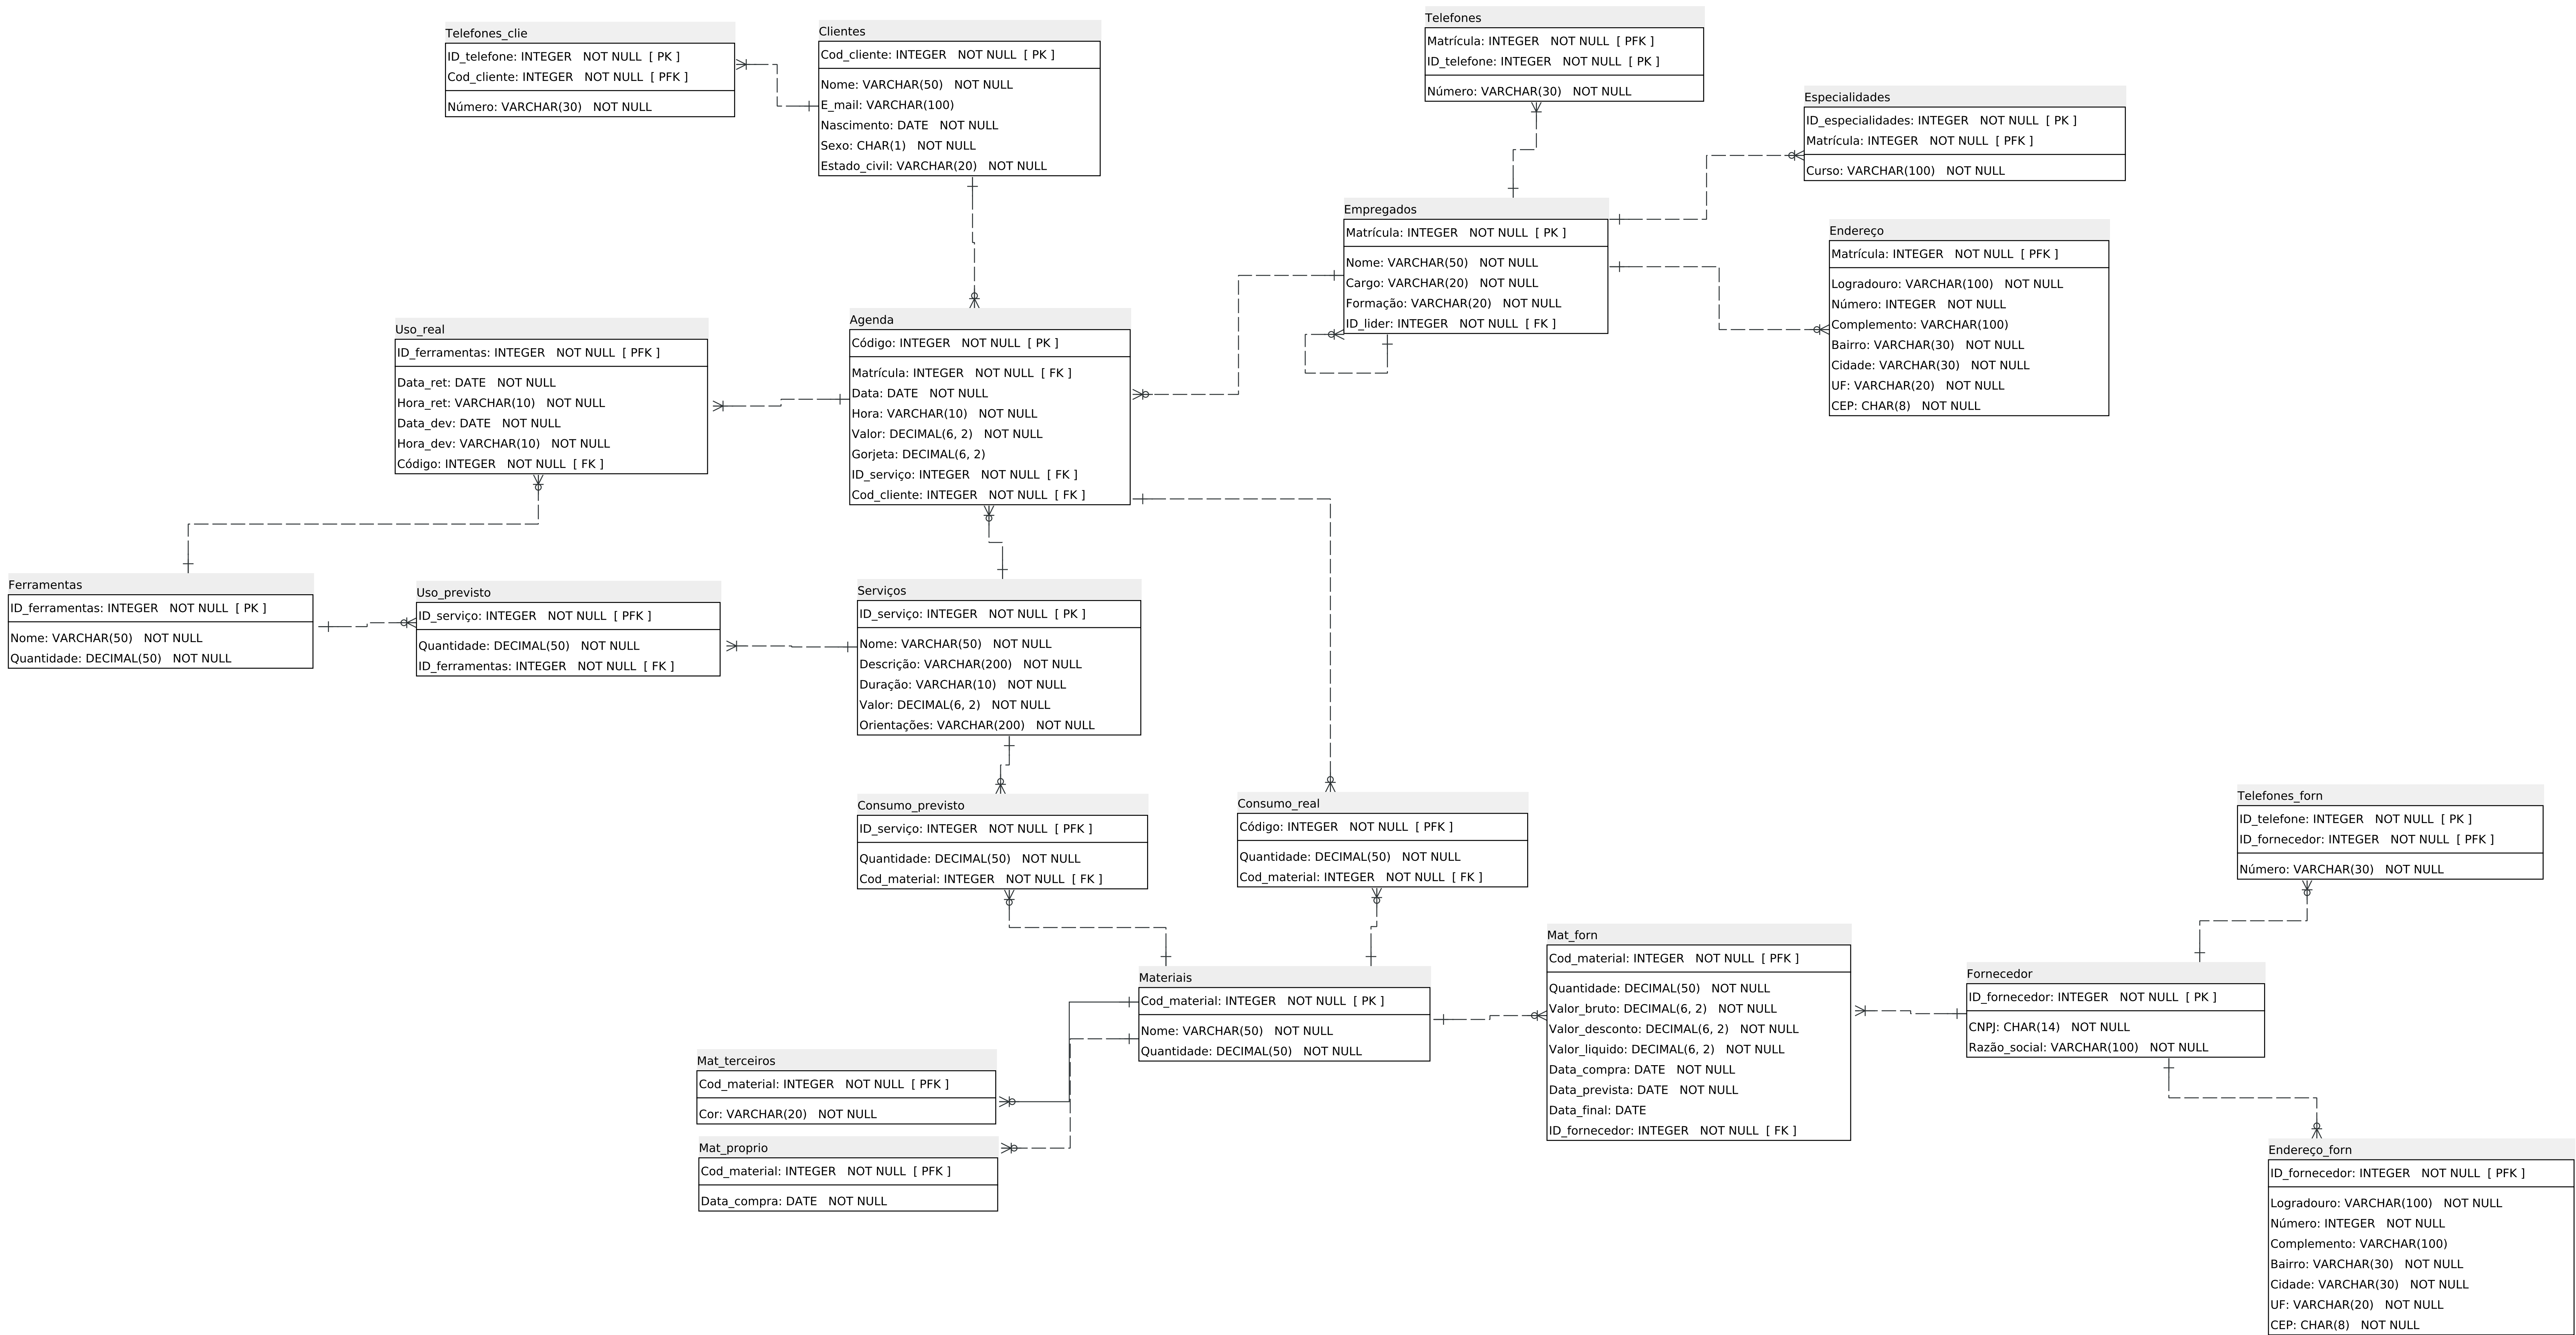 Telefones_clie
ID_telefone: INTEGER NOT NULL [ PK ]
Cod_cliente: INTEGER NOT NULL [ PFK ]
Número: VARCHAR(30) NOT NULL
Clientes
Cod_cliente: INTEGER NOT NULL [ PK ]
Nome: VARCHAR(50) NOT NULL
E_mail: VARCHAR(100)
Nascimento: DATE NOT NULL
Sexo: CHAR(1) NOT NULL
Estado_civil: VARCHAR(20) NOT NULL
Telefones
Matrícula: INTEGER NOT NULL [ PFK ]
ID_telefone: INTEGER NOT NULL [ PK ]
Número: VARCHAR(30) NOT NULL
Especialidades
ID_especialidades: INTEGER NOT NULL [ PK ]
Matrícula: INTEGER NOT NULL [ PFK ]
Curso: VARCHAR(100) NOT NULL
Empregados
Matrícula: INTEGER NOT NULL [ PK ]
Nome: VARCHAR(50) NOT NULL
Cargo: VARCHAR(20) NOT NULL
Formação: VARCHAR(20) NOT NULL
ID_lider: INTEGER NOT NULL [ FK ]
Endereço
Matrícula: INTEGER NOT NULL [ PFK ]
Logradouro: VARCHAR(100) NOT NULL
Número: INTEGER NOT NULL
Complemento: VARCHAR(100)
Bairro: VARCHAR(30) NOT NULL
Cidade: VARCHAR(30) NOT NULL
UF: VARCHAR(20) NOT NULL
CEP: CHAR(8) NOT NULL
Uso_real
ID_ferramentas: INTEGER NOT NULL [ PFK ]
Data_ret: DATE NOT NULL
Hora_ret: VARCHAR(10) NOT NULL
Data_dev: DATE NOT NULL
Hora_dev: VARCHAR(10) NOT NULL
Código: INTEGER NOT NULL [ FK ]
Agenda
Código: INTEGER NOT NULL [ PK ]
Matrícula: INTEGER NOT NULL [ FK ]
Data: DATE NOT NULL
Hora: VARCHAR(10) NOT NULL
Valor: DECIMAL(6, 2) NOT NULL
Gorjeta: DECIMAL(6, 2)
ID_serviço: INTEGER NOT NULL [ FK ]
Cod_cliente: INTEGER NOT NULL [ FK ]
Ferramentas
ID_ferramentas: INTEGER NOT NULL [ PK ]
Nome: VARCHAR(50) NOT NULL
Quantidade: DECIMAL(50) NOT NULL
Uso_previsto
ID_serviço: INTEGER NOT NULL [ PFK ]
Quantidade: DECIMAL(50) NOT NULL
ID_ferramentas: INTEGER NOT NULL [ FK ]
Serviços
ID_serviço: INTEGER NOT NULL [ PK ]
Nome: VARCHAR(50) NOT NULL
Descrição: VARCHAR(200) NOT NULL
Duração: VARCHAR(10) NOT NULL
Valor: DECIMAL(6, 2) NOT NULL
Orientações: VARCHAR(200) NOT NULL
Consumo_previsto
ID_serviço: INTEGER NOT NULL [ PFK ]
Quantidade: DECIMAL(50) NOT NULL
Cod_material: INTEGER NOT NULL [ FK ]
Consumo_real
Código: INTEGER NOT NULL [ PFK ]
Quantidade: DECIMAL(50) NOT NULL
Cod_material: INTEGER NOT NULL [ FK ]
Telefones_forn
ID_telefone: INTEGER NOT NULL [ PK ]
ID_fornecedor: INTEGER NOT NULL [ PFK ]
Número: VARCHAR(30) NOT NULL
Materiais
Cod_material: INTEGER NOT NULL [ PK ]
Nome: VARCHAR(50) NOT NULL
Quantidade: DECIMAL(50) NOT NULL
Mat_forn
Cod_material: INTEGER NOT NULL [ PFK ]
Quantidade: DECIMAL(50) NOT NULL
Valor_bruto: DECIMAL(6, 2) NOT NULL
Valor_desconto: DECIMAL(6, 2) NOT NULL
Valor_liquido: DECIMAL(6, 2) NOT NULL
Data_compra: DATE NOT NULL
Data_prevista: DATE NOT NULL
Data_final: DATE
ID_fornecedor: INTEGER NOT NULL [ FK ]
Fornecedor
ID_fornecedor: INTEGER NOT NULL [ PK ]
CNPJ: CHAR(14) NOT NULL
Razão_social: VARCHAR(100) NOT NULL
Mat_terceiros
Cod_material: INTEGER NOT NULL [ PFK ]
Cor: VARCHAR(20) NOT NULL
Mat_proprio
Cod_material: INTEGER NOT NULL [ PFK ]
Data_compra: DATE NOT NULL
Endereço_forn
ID_fornecedor: INTEGER NOT NULL [ PFK ]
Logradouro: VARCHAR(100) NOT NULL
Número: INTEGER NOT NULL
Complemento: VARCHAR(100)
Bairro: VARCHAR(30) NOT NULL
Cidade: VARCHAR(30) NOT NULL
UF: VARCHAR(20) NOT NULL
CEP: CHAR(8) NOT NULL